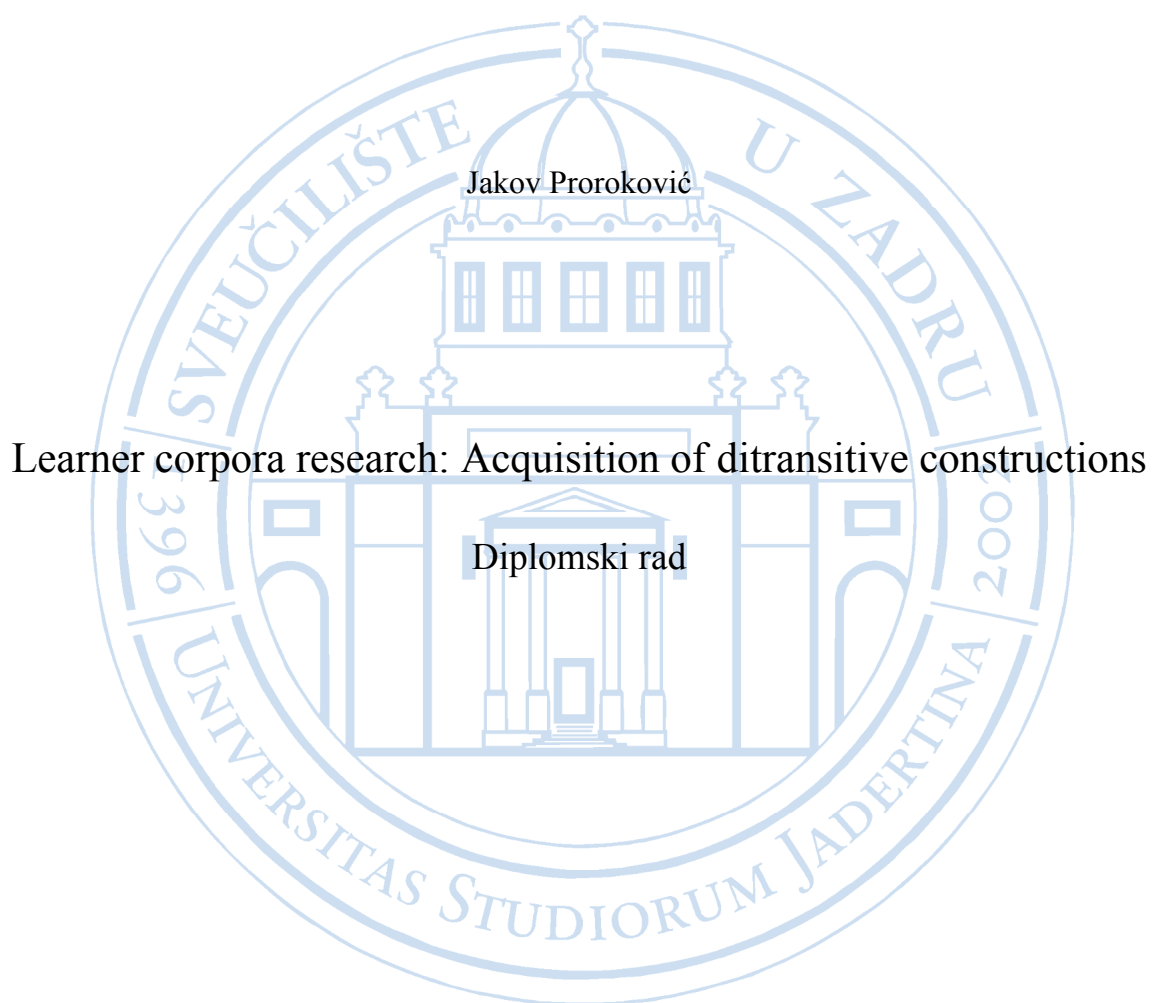 Jakov Proroković
Learner corpora research: Acquisition of ditransitive constructions
Diplomski rad
SVEUČILIŠTE U ZADRU
1396
2002
UNIVERSITAS STUDIORUM JADERTINA